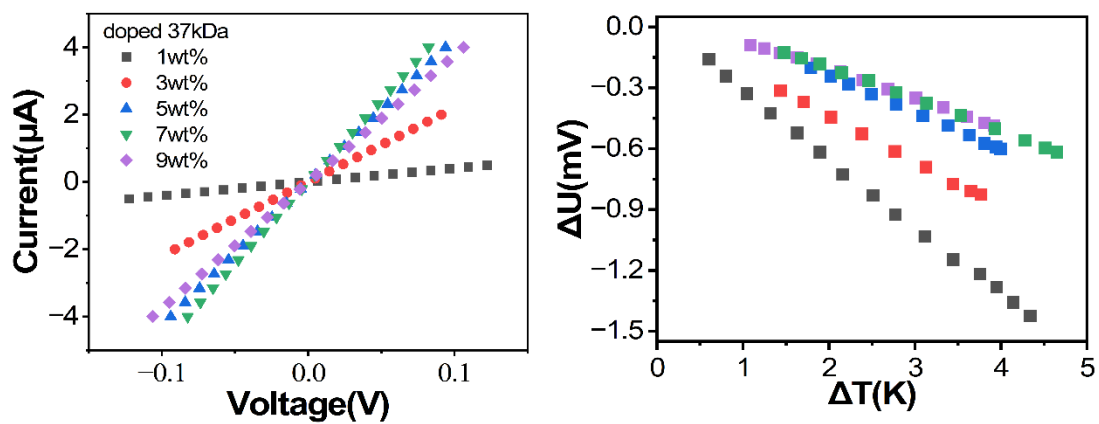 doped 37kDa
1wt%
3wt%
5wt%
7wt%
9wt%
4
2
0
−2
−4
Current(μA)
−0.1
0.0
0.1
Voltage(V)
−0.0
−0.3
−0.6
−0.9
−1.2
−1.5
ΔU(mV)
0
1
2
3
4
5
ΔT(K)